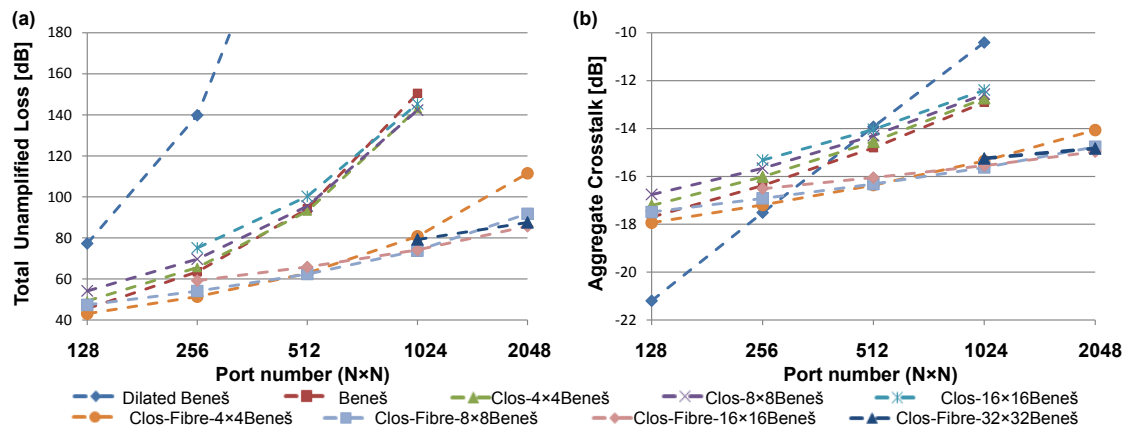 (a)
Total Unamplified Loss [dB]
180
160
140
120
100
80
60
40
128
256
512
1024
2048
Port number (N×N)
(b)
Aggregate Crosstalk [dB]
-10
-12
-14
-16
-18
-20
-22
128
256
512
1024
2048
Port number (N×N)
Dilated Beneš
Beneš
Clos-4×4Beneš
Clos-8×8Beneš
Clos-16×16Beneš
Clos-Fibre-4×4Beneš
Clos-Fibre-8×8Beneš
Clos-Fibre-16×16Beneš
Clos-Fibre-32×32Beneš